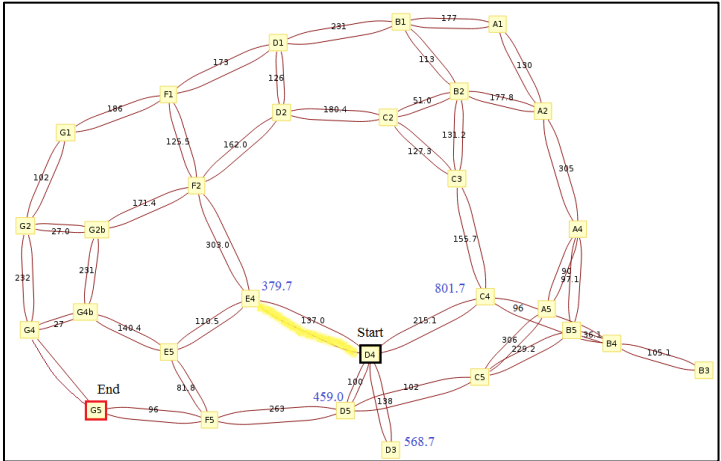 B1
177
A1
231
D1
113
130
173
126
B2
F1
51.0
177.8
A2
186
D2
180.4
C2
G1
125.5
162.0
131.2
127.3
305
102
F2
C3
171.4
G2
27.0
G2b
A4
303.0
155.7
232
231
90
97.1
379.7
801.7
E4
C4
96
A5
G4b
137.0
215.1
G4
27
140.4
110.5
Start
B5
36.1
306
B4
E5
D4
229.2
105.1
B3
End
81.8
100
C5
102
459.0
138
G5
96
263
D5
F5
568.7
D3